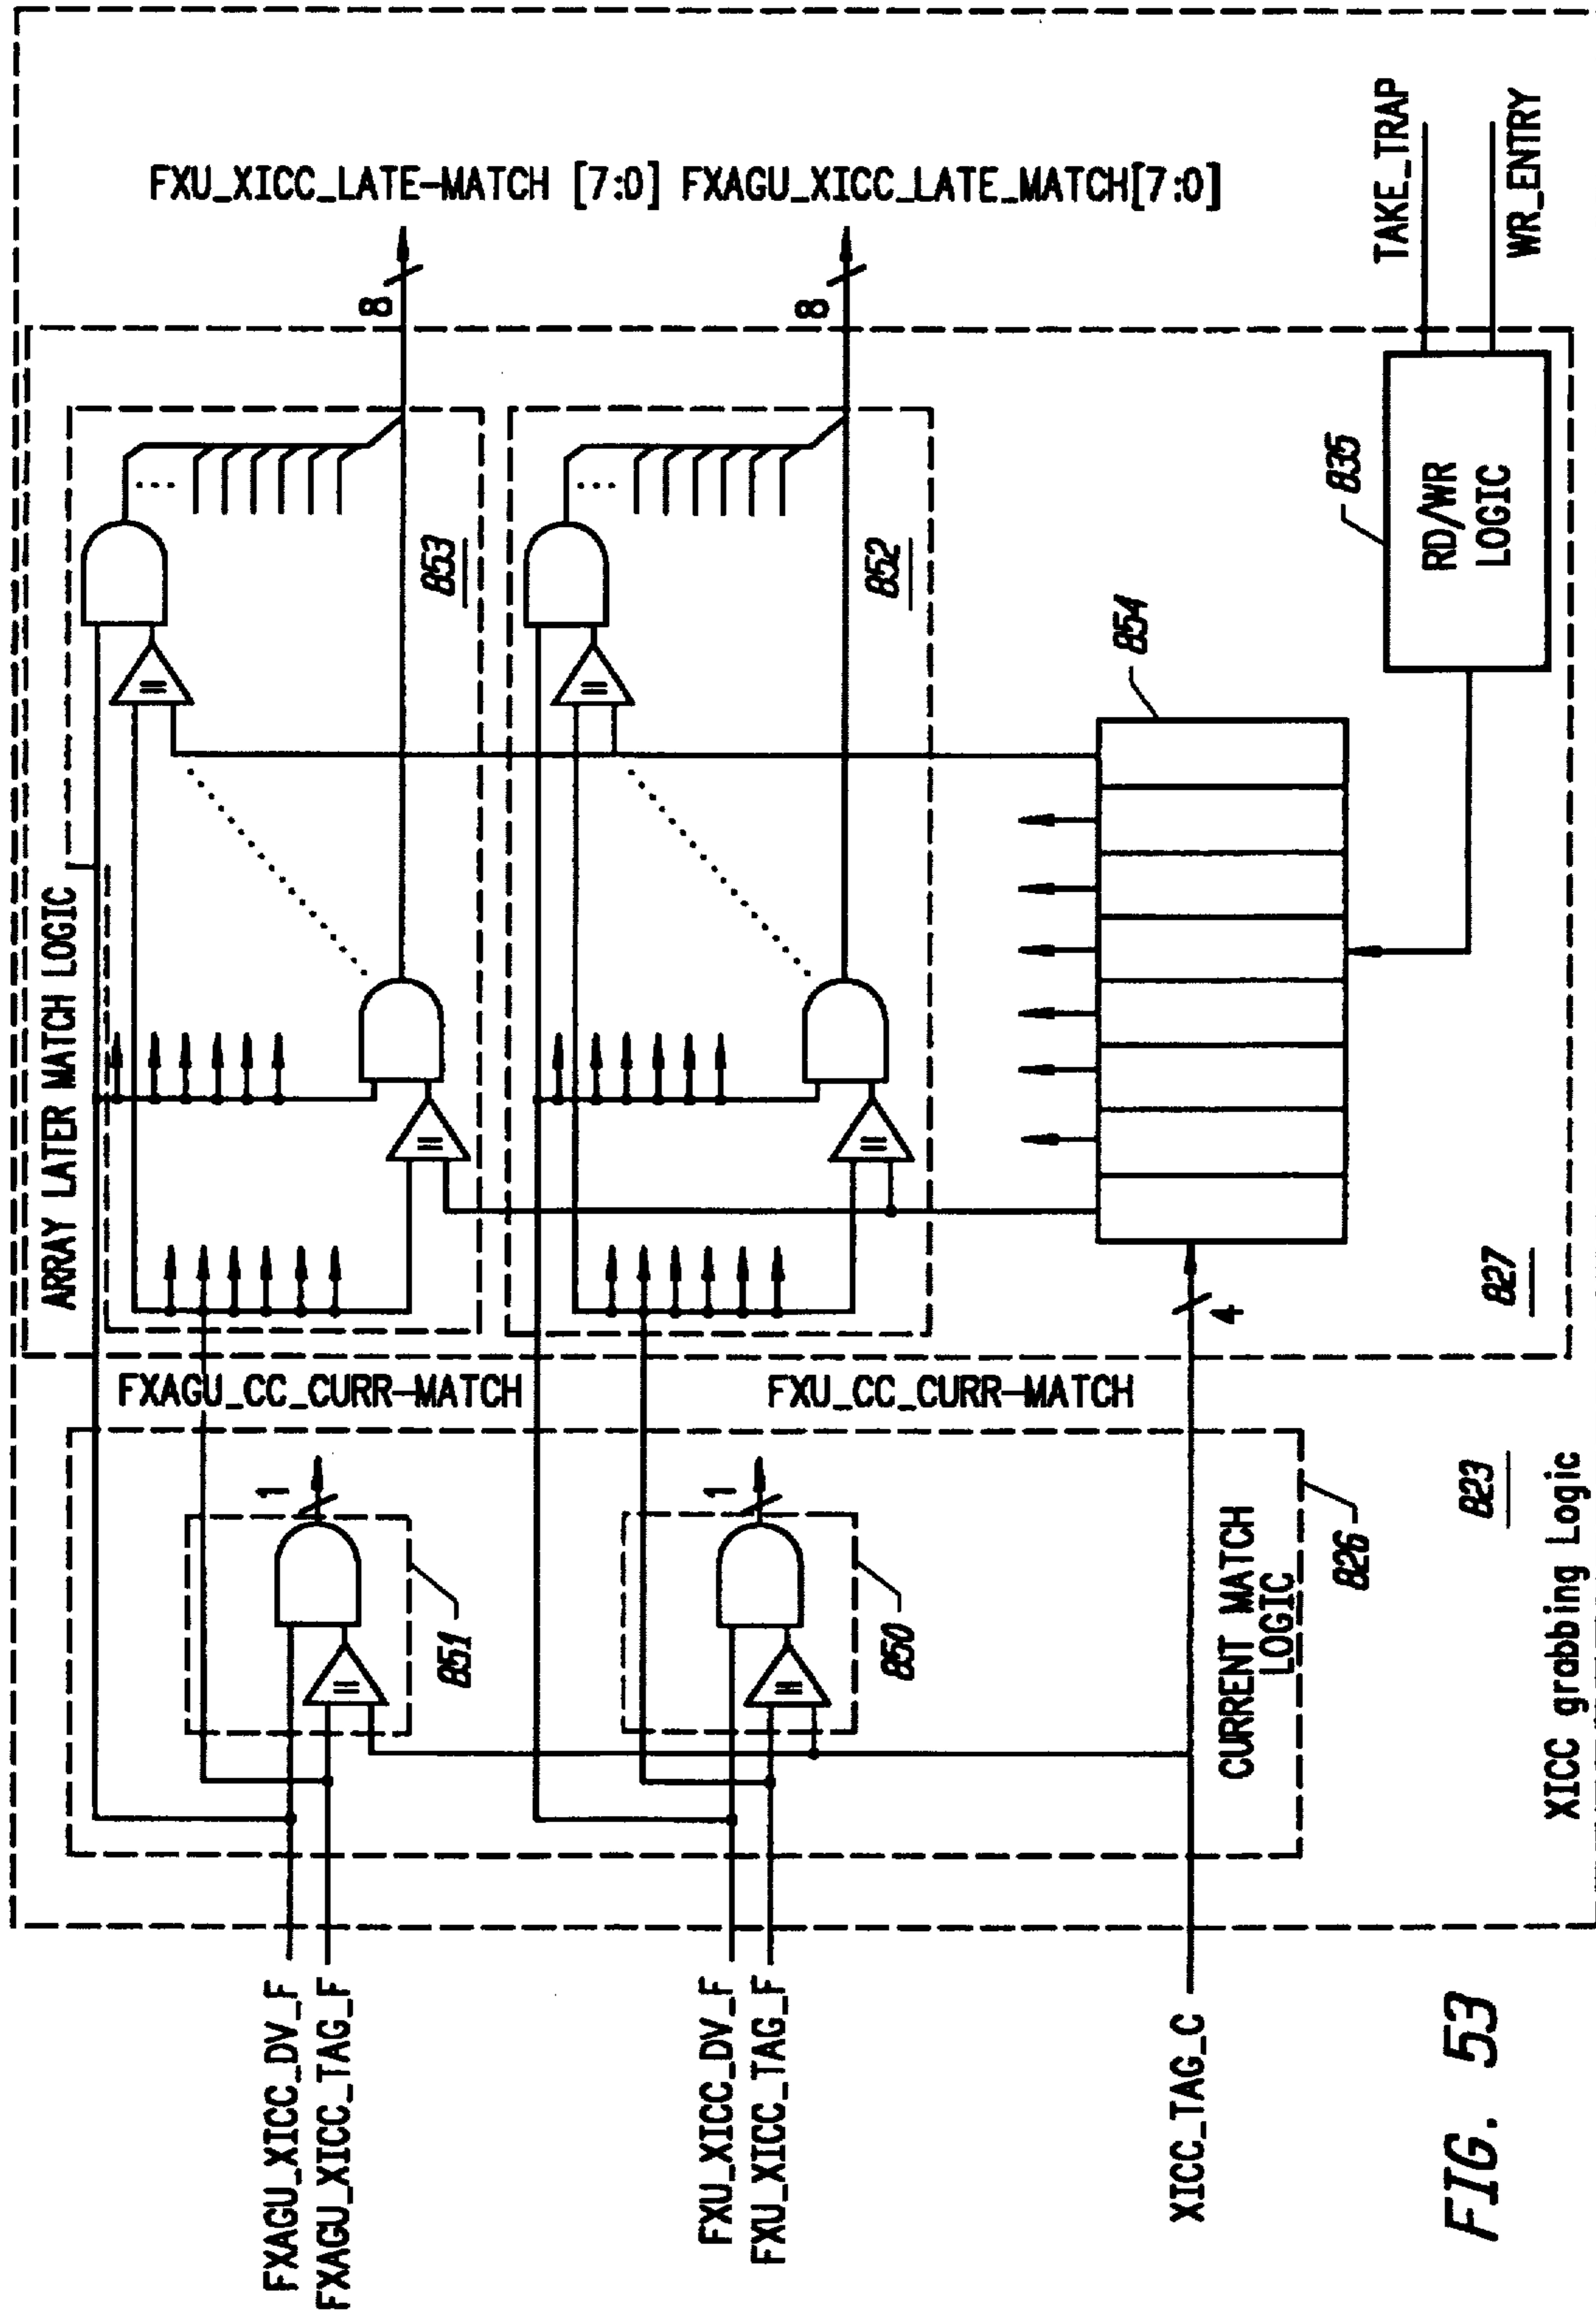 FXU_XICC_LATE-MATCH [7:0] FXAGU_XICC_LATE_MATCH[7:0]
TAKE_TRAP
WR_ENTRY
8
8
853
852
835
RD/WR
LOGIC
854
ARRAY LATER MATCH LOGIC
=
=
=
=
4
827
FXAGU_CC_CURR-MATCH
FXU_CC_CURR-MATCH
1
1
=
=
851
850
CURRENT MATCH
LOGIC
826
823
XICC grabbing Logic
FXAGU_XICC_DV_F
FXAGU_XICC_TAG_F
FXU_XICC_DV_F
FXU_XICC_TAG_F
XICC_TAG_C
FIG. 53